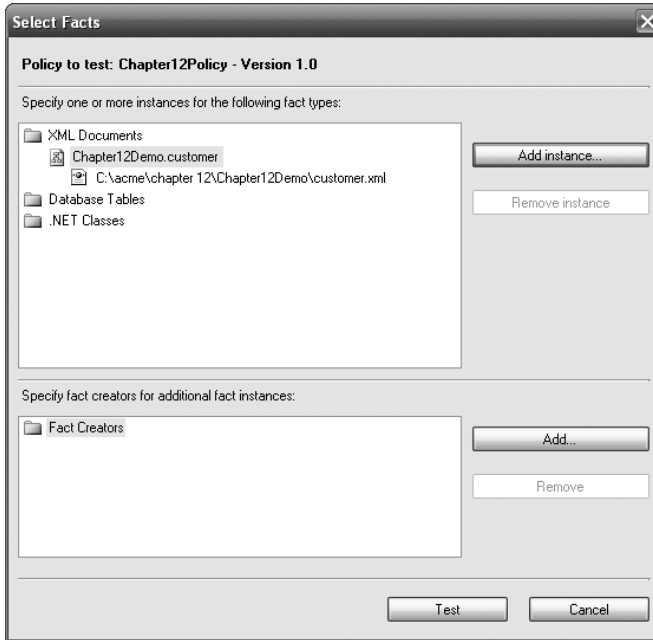 Select Facts
Policy to test: Chapter12Policy - Version 1.0
Specify one or more instances for the following fact types:
XML Documents
Chapter12Demo.customer
C:\acme\chapter 12\Chapter12Demo\customer.xml
Database Tables
.NET Classes
Add instance...
Remove instance
Specify fact creators for additional fact instances:
Fact Creators
Add...
Remove
Test
Cancel